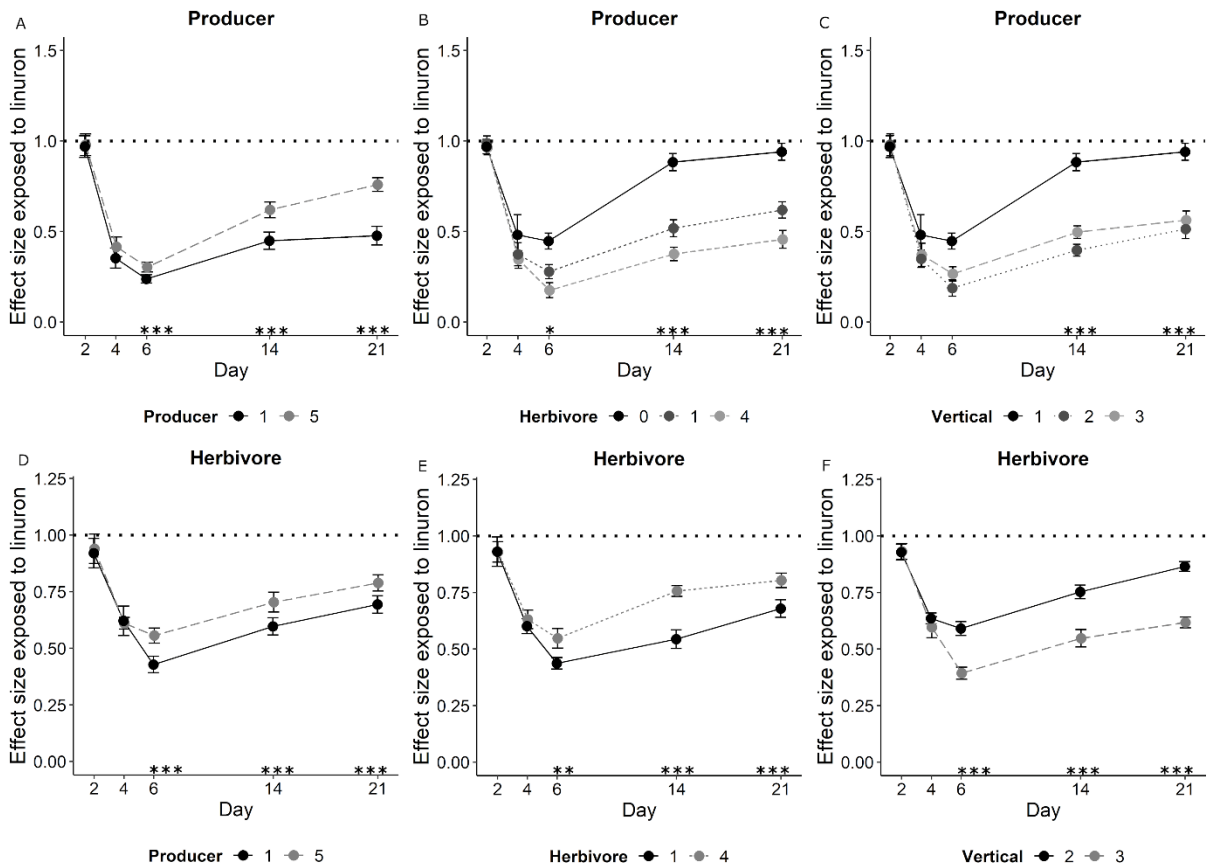 A Producer
Effect size exposed to linuron
1.5
1.0
0.5
0.0
*** *** ***
2 4 6 14 21
Day
Producer 1 5
B Producer
Effect size exposed to linuron
1.5
1.0
0.5
0.0
* *** ***
2 4 6 14 21
Day
Herbivore 0 1 4
C Producer
Effect size exposed to linuron
1.5
1.0
0.5
0.0
*** ***
2 4 6 14 21
Day
Vertical 1 2 3
D Herbivore
Effect size exposed to linuron
1.25
1.00
0.75
0.50
0.25
0.00
*** *** ***
2 4 6 14 21
Day
Producer 1 5
E Herbivore
Effect size exposed to linuron
1.25
1.00
0.75
0.50
0.25
0.00
** *** ***
2 4 6 14 21
Day
Herbivore 1 4
F Herbivore
Effect size exposed to linuron
1.25
1.00
0.75
0.50
0.25
0.00
*** *** ***
2 4 6 14 21
Day
Vertical 2 3